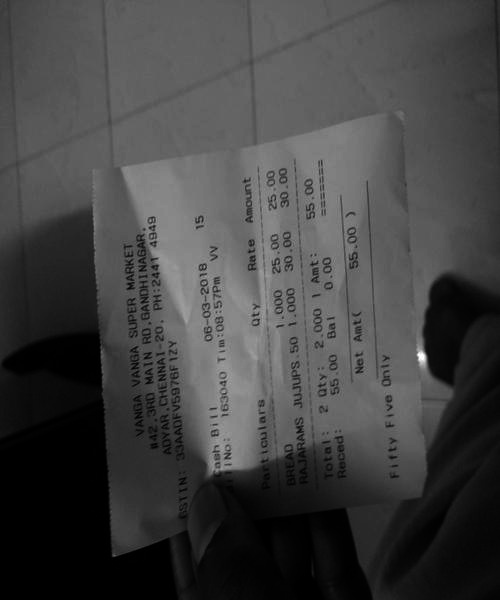 VANGA VANGA SUPER MARKET
#42,3RD MAIN RD,GANDHINAGAR,
ADYAR,CHENNAI-20, PH:2441 4949
GSTIN: 33AADFV5976F1ZY
Cash Bill 06-03-2018 15
BillNo: 163040 Tim:08:57Pm VV
Particulars Qty Rate Amount
BREAD 1.000 25.00 25.00
RAJARAMS JUJUPS.50 1.000 30.00 30.00
Total: 2 Qty: 2.000 | Amt: 55.00
Reced: 55.00 Bal 0.00 =======
Net Amt( 55.00 )
Fifty Five Only